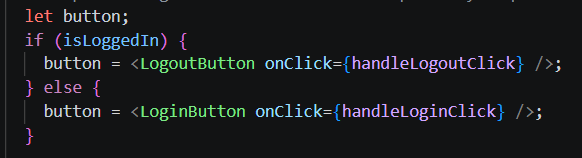 let button;
if (isLoggedIn) {
  button = <LogoutButton onClick={handleLogoutClick} />;
} else {
  button = <LoginButton onClick={handleLoginClick} />;
}